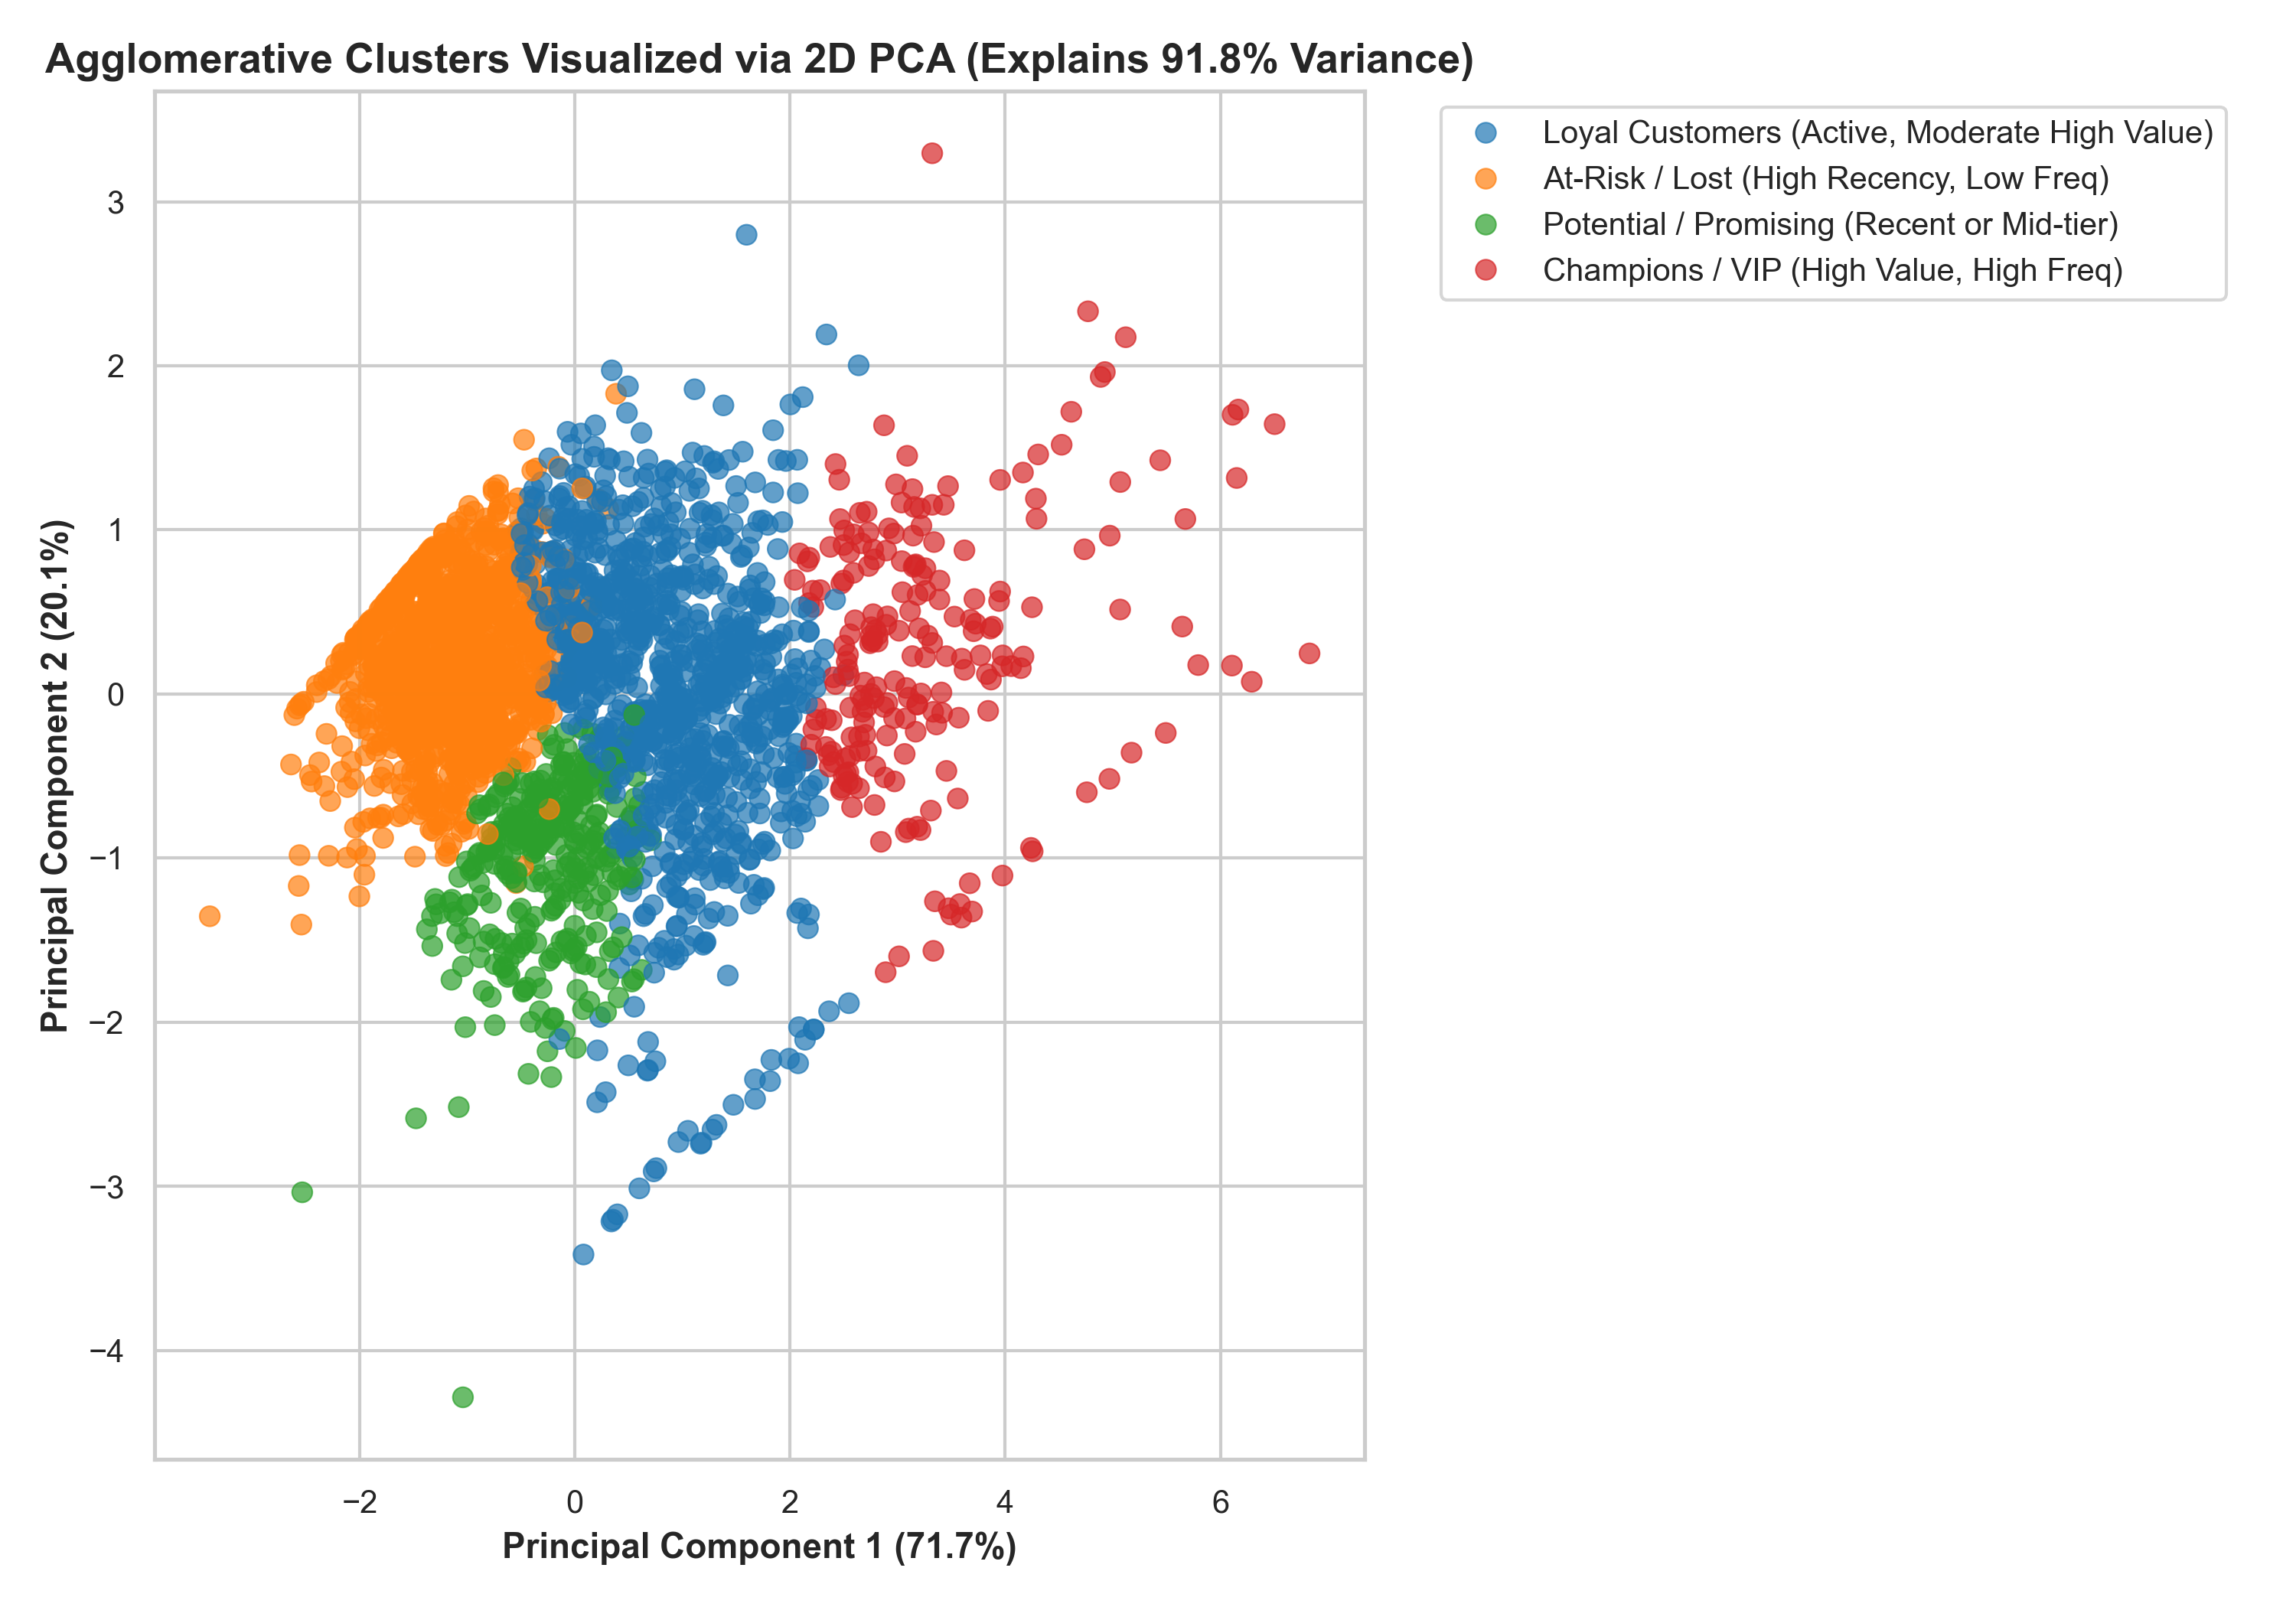 Agglomerative Clusters Visualized via 2D PCA (Explains 91.8% Variance)
Loyal Customers (Active, Moderate High Value)
At-Risk / Lost (High Recency, Low Freq)
Potential / Promising (Recent or Mid-tier)
Champions / VIP (High Value, High Freq)
Principal Component 2 (20.1%)
3
2
1
0
−1
−2
−3
−4
−2 0 2 4 6
Principal Component 1 (71.7%)